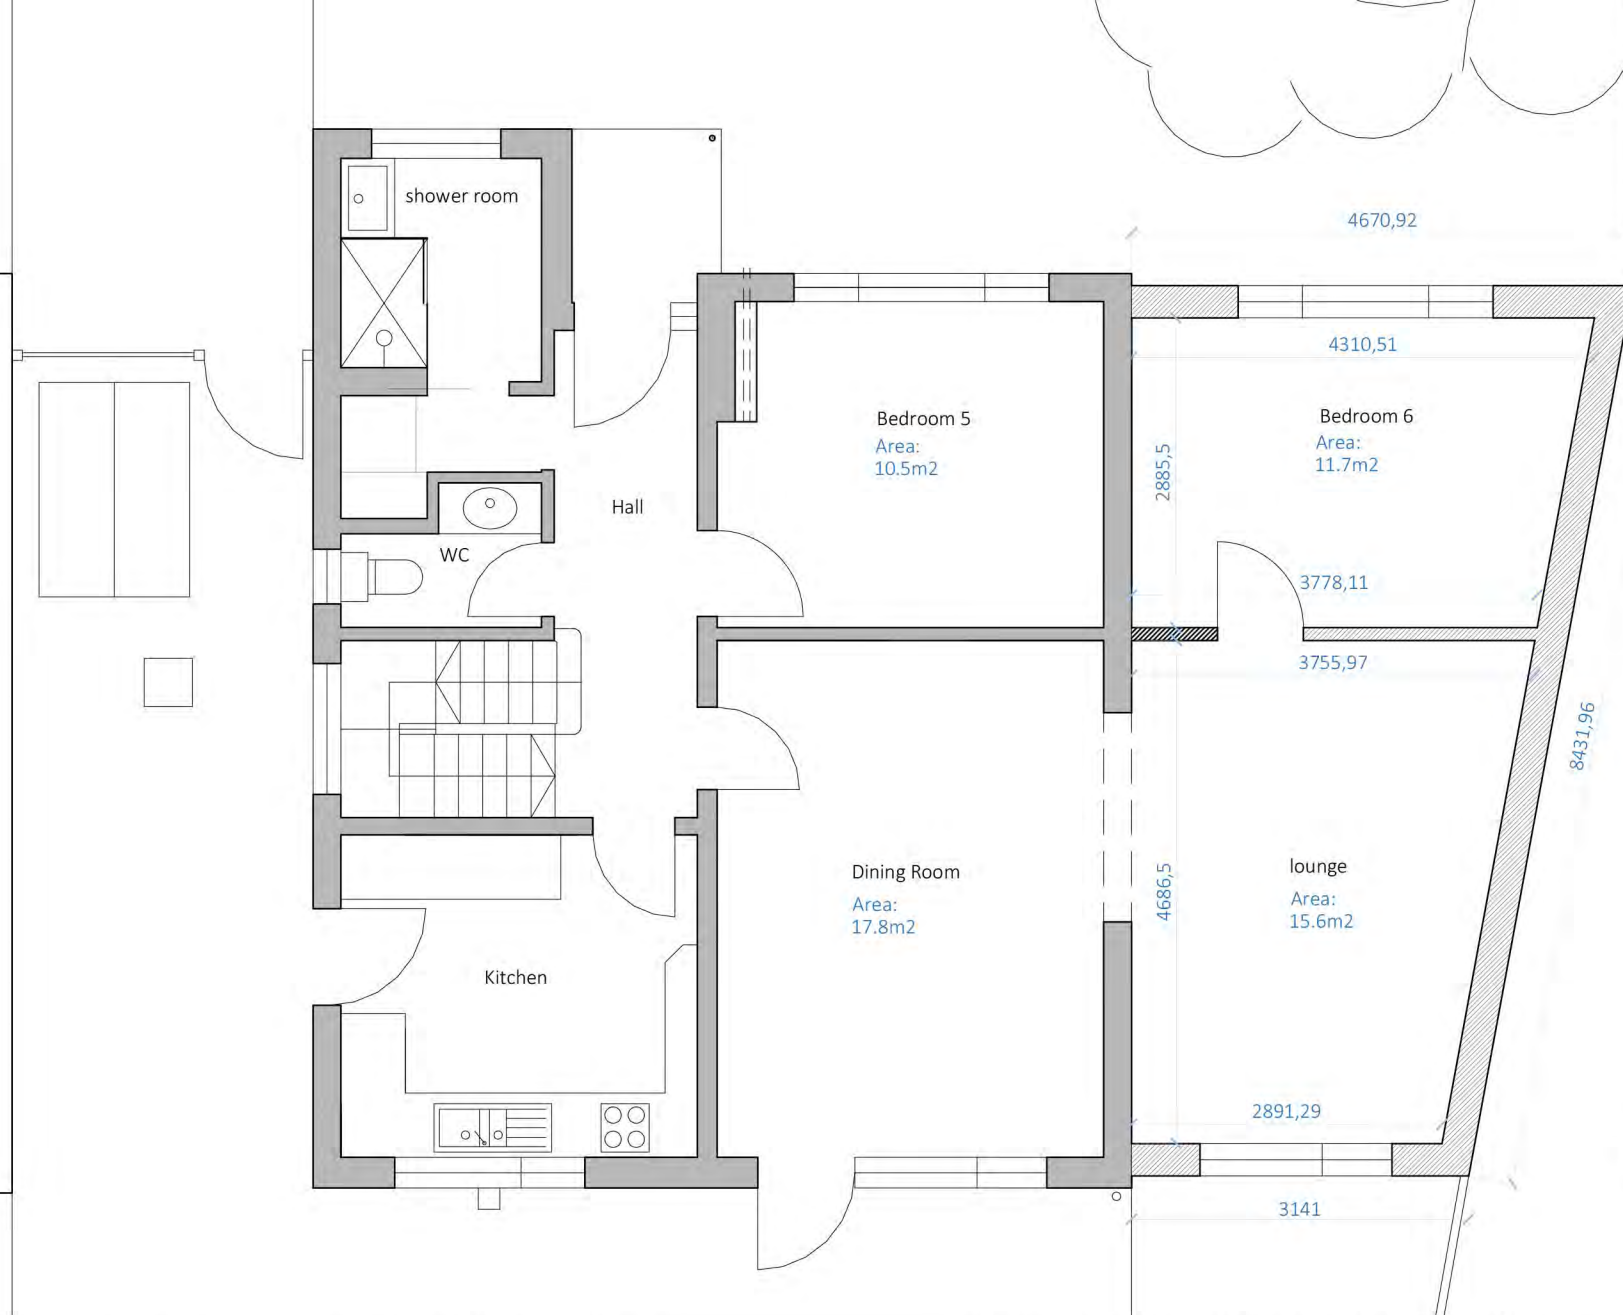 4670,92
shower room
4310,51
Bedroom 5
Area:
10.5m2
Bedroom 6
Area:
11.7m2
2885,5
Hall
WC
3778,11
3755,97
8431,96
Dining Room
Area:
17.8m2
lounge
Area:
15.6m2
4686,5
Kitchen
2891,29
3141